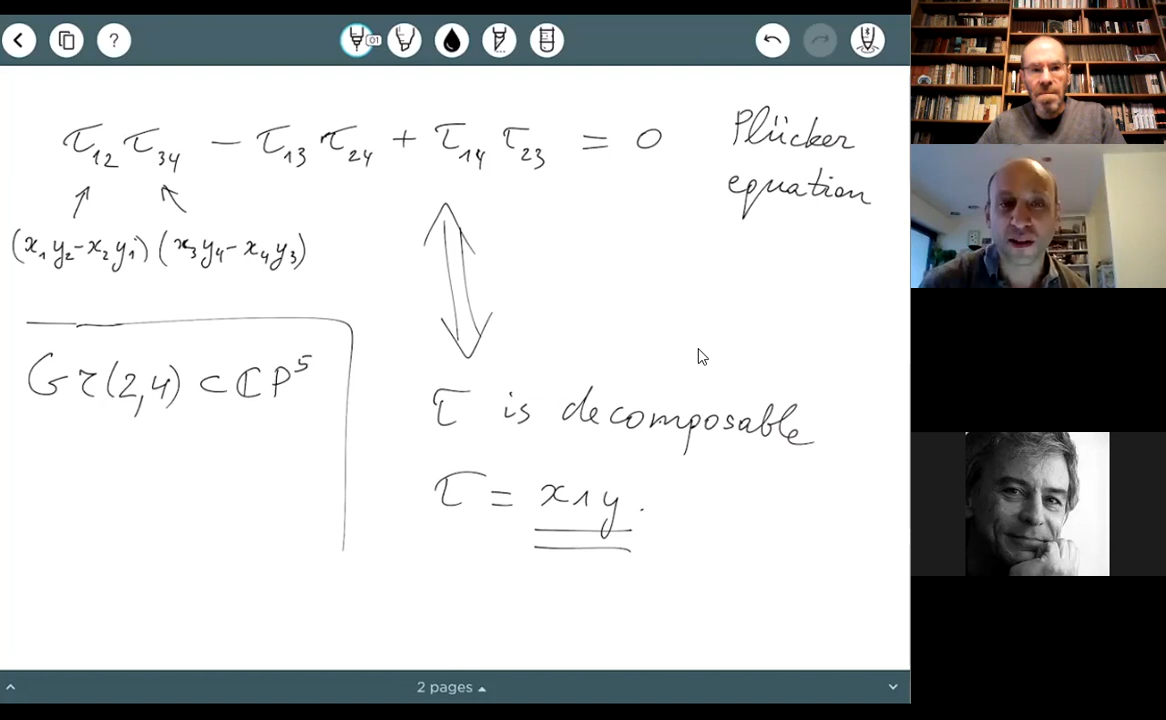 ?
01
τ₁₂ τ₃₄ − τ₁₃ τ₂₄ + τ₁₄ τ₂₃ = 0 Plücker
equation
(x₁y₂−x₂y₁) (x₃y₄−x₄y₃)
Gr(2,4) ⊂ ℂP⁵
τ is decomposable
τ = x∧y.
2 pages